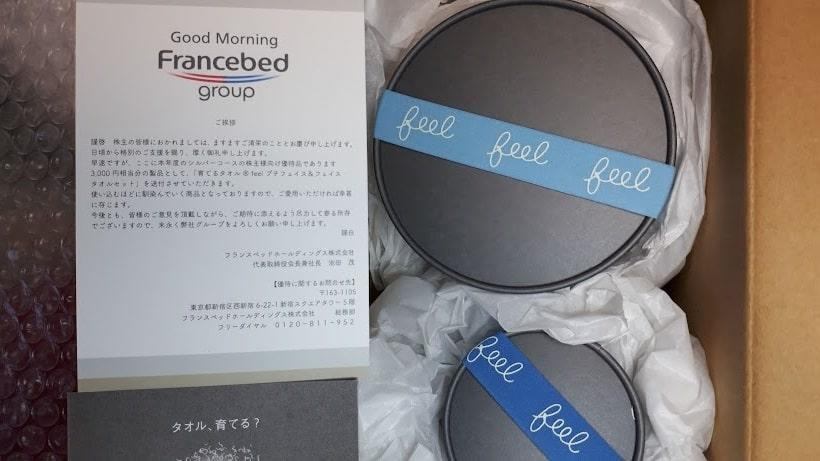 Good Morning
Francebed
group
ご挨拶
謹啓　株主の皆様におかれましては、ますますご清栄のこととお慶び申し上げます。
日頃から特別のご支援を賜り、厚く御礼申し上げます。
早速ですが、ここに本年度のシルバーコースの株主様向け優待品であります
3,000円相当分の製品として、「育てるタオル®feel プチフェイス＆フェイス
タオルセット」を送付させていただきます。
使い込むほどに馴染んでいく商品となっておりますので、ご愛用いただければ幸甚
に存じます。
今後とも、皆様のご意見を頂戴しながら、ご期待に添えるよう尽力して参る所存
でございますので、末永く弊社グループをよろしくお願い申し上げます。
謹白
フランスベッドホールディングス株式会社
代表取締役会長兼社長　池田　茂
【優待に関するお問合せ先】
〒163-1105
東京都新宿区西新宿6-22-1新宿スクエアタワー5階
フランスベッドホールディングス株式会社　総務部
フリーダイヤル　0120-811-952
タオル、育てる？
feel feel feel
feel feel